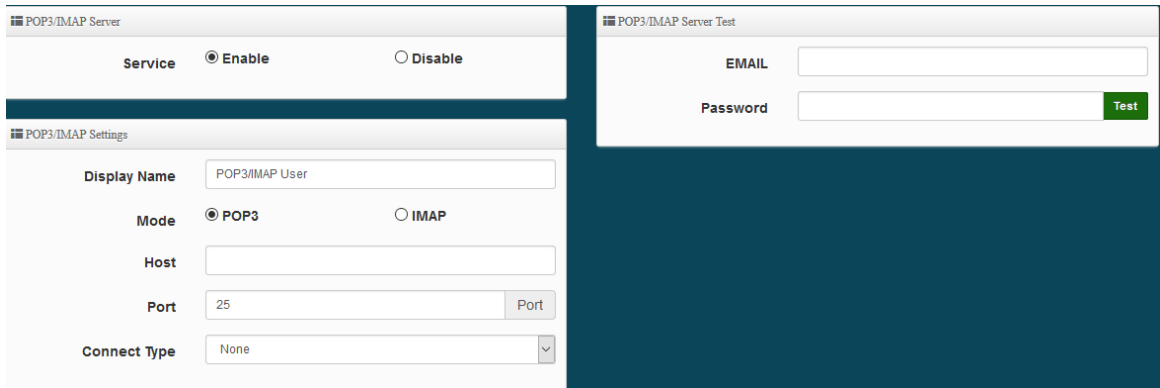 POP3/IMAP Server
Service Enable Disable
POP3/IMAP Settings
Display Name POP3/IMAP User
Mode POP3 IMAP
Host
Port 25 Port
Connect Type None
POP3/IMAP Server Test
EMAIL
Password Test